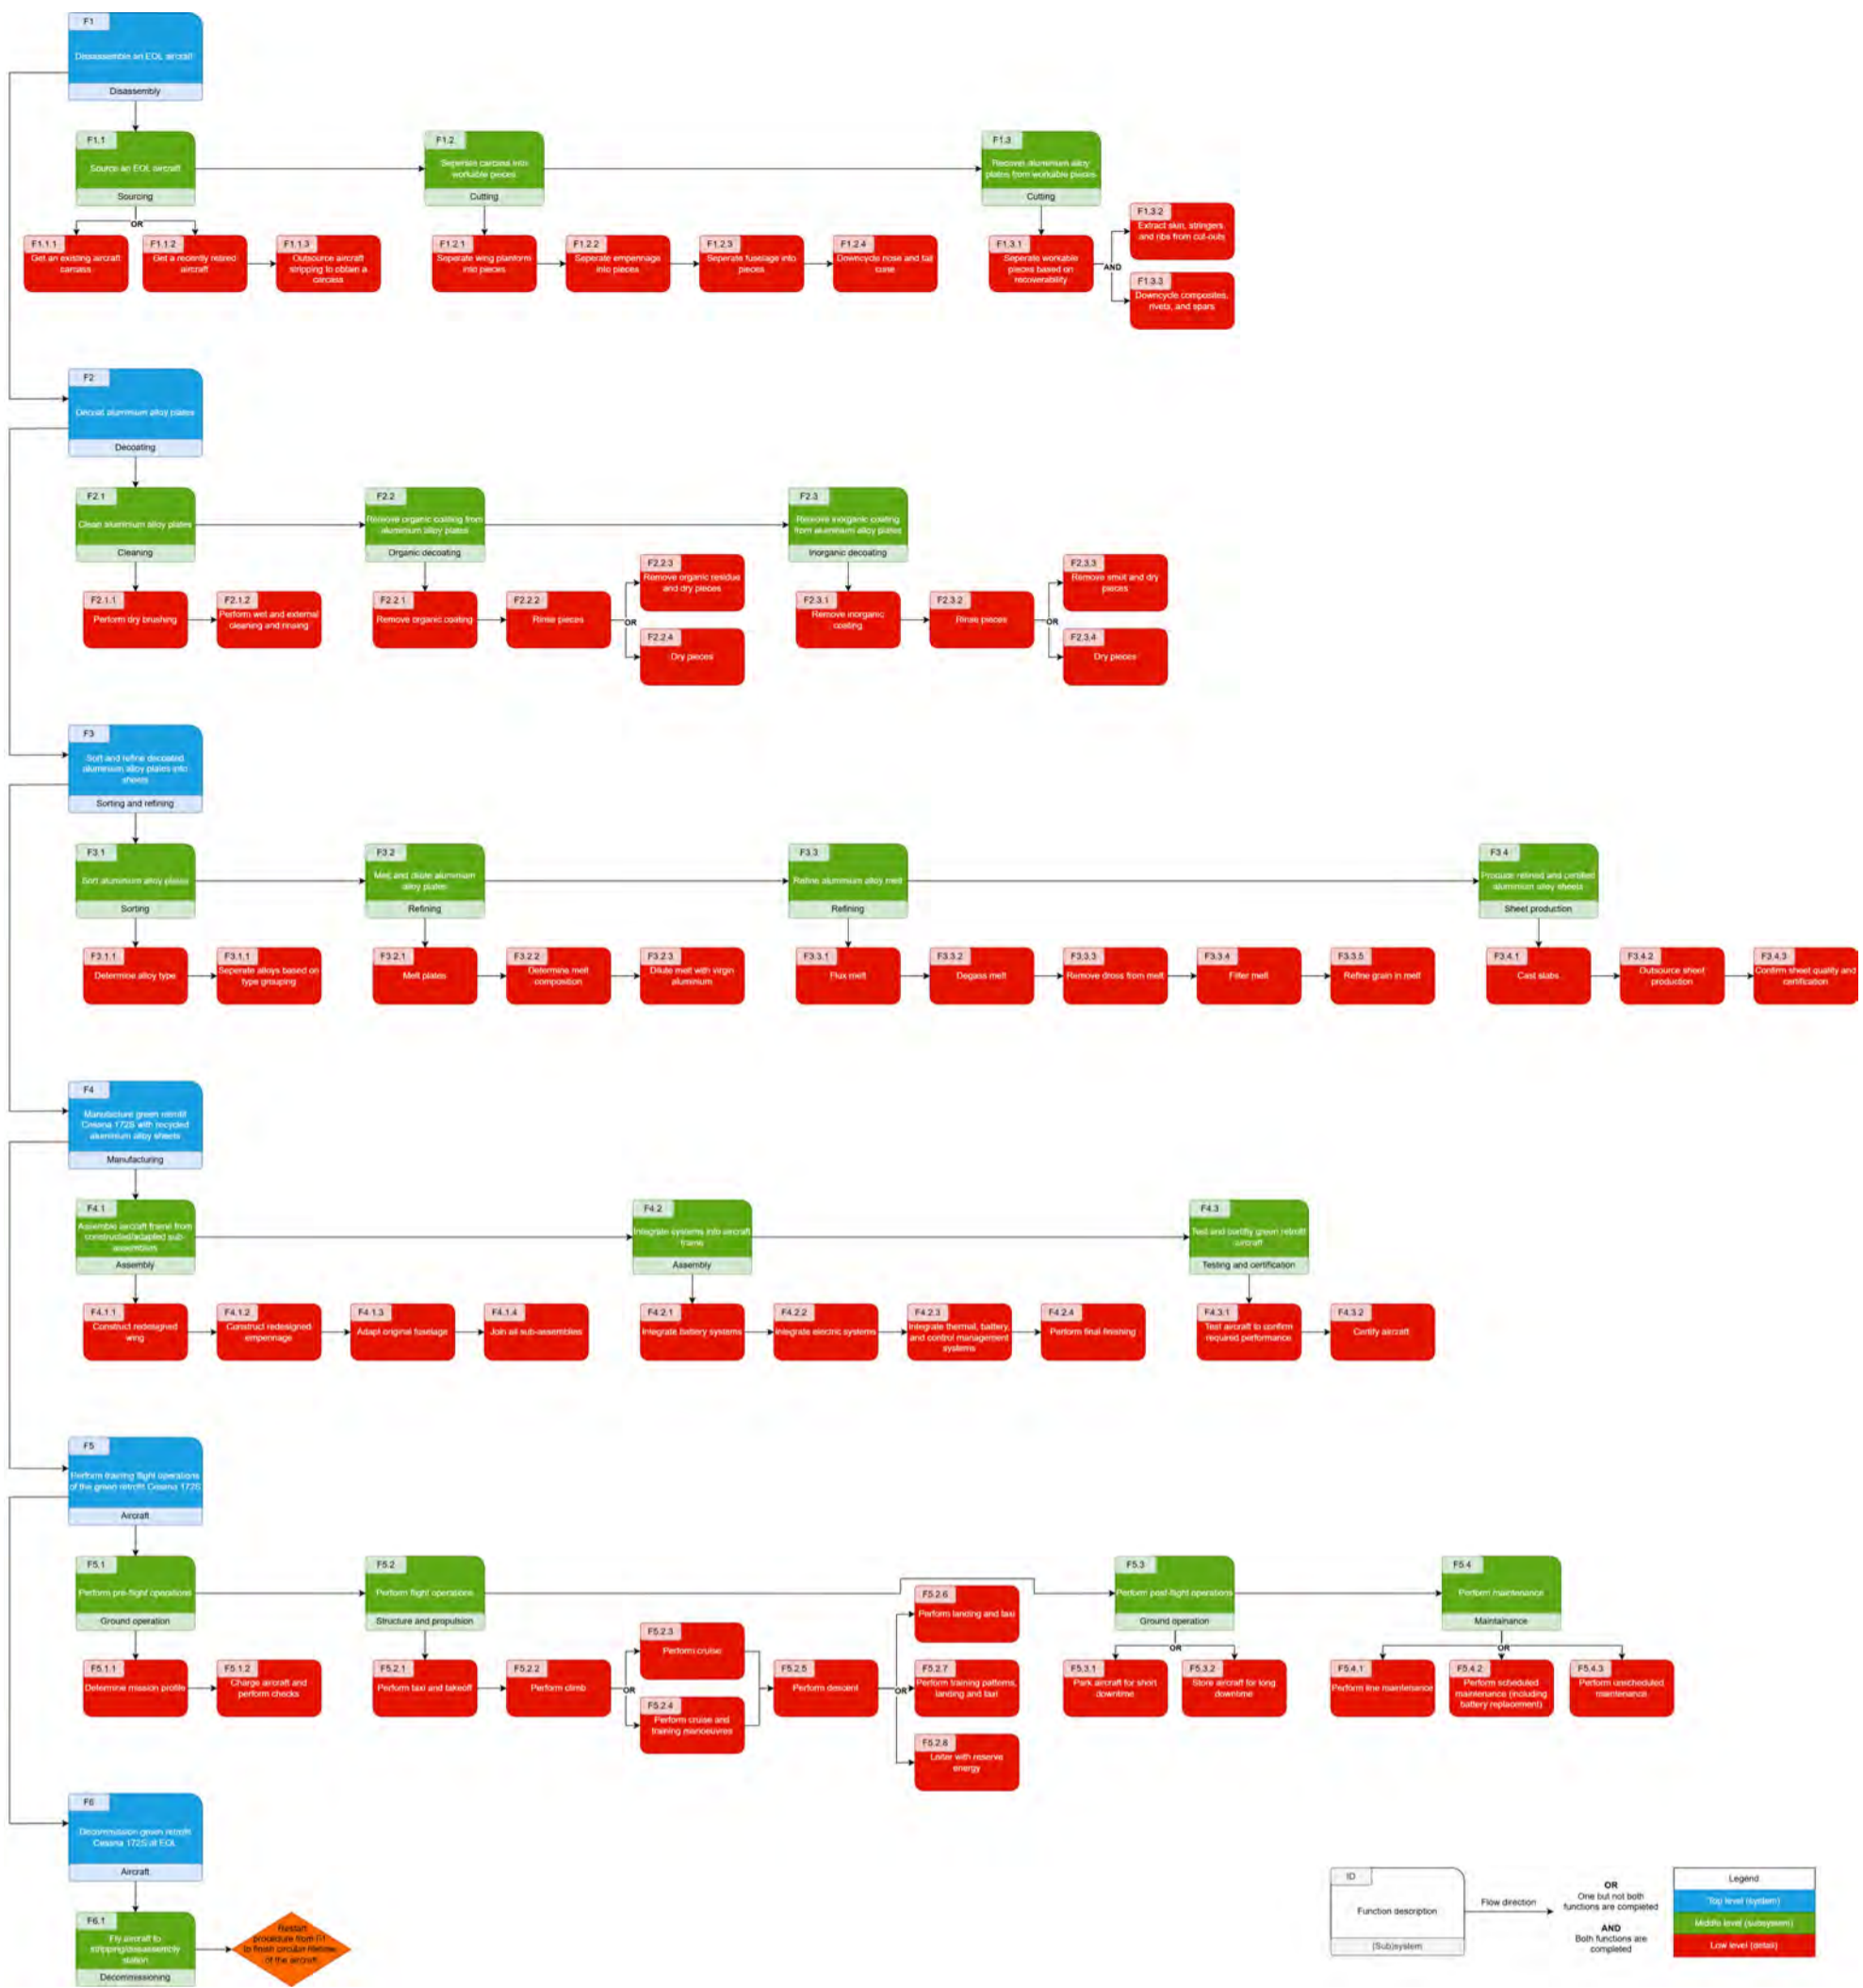 F1
Disassemble an EOL aircraft
Disassembly
F1.1
Source an EOL aircraft
Sourcing
F1.2
Seperate carcass into
workable pieces
Cutting
F1.3
Recover aluminium alloy
plates from workable pieces
Cutting
OR
F1.1.1
Get an existing aircraft
carcass
F1.1.2
Get a recently retired
aircraft
F1.1.3
Outsource aircraft
stripping to obtain a
carcass
F1.2.1
Seperate wing planform
into pieces
F1.2.2
Seperate empennage
into pieces
F1.2.3
Seperate fuselage into
pieces
F1.2.4
Downcycle nose and tail
cone
F1.3.1
Seperate workable
pieces based on
recoverability
AND
F1.3.2
Extract skin, stringers
and ribs from cut-outs
F1.3.3
Downcycle composites,
rivets, and spars
F2
Decoat aluminium alloy plates
Decoating
F2.1
Clean aluminium alloy plates
Cleaning
F2.2
Remove organic coating from
aluminium alloy plates
Organic decoating
F2.3
Remove inorganic coating
from aluminium alloy plates
Inorganic decoating
F2.1.1
Perform dry brushing
F2.1.2
Perform wet and external
cleaning and rinsing
F2.2.1
Remove organic coating
F2.2.2
Rinse pieces
OR
F2.2.3
Remove organic residue
and dry pieces
F2.2.4
Dry pieces
F2.3.1
Remove inorganic
coating
F2.3.2
Rinse pieces
OR
F2.3.3
Remove smut and dry
pieces
F2.3.4
Dry pieces
F3
Sort and refine decoated
aluminium alloy plates into
sheets
Sorting and refining
F3.1
Sort aluminium alloy plates
Sorting
F3.2
Melt and dilute aluminium
alloy plates
Refining
F3.3
Refine aluminium alloy melt
Refining
F3.4
Produce refined and certified
aluminium alloy sheets
Sheet production
F3.1.1
Determine alloy type
F3.1.1
Seperate alloys based on
type grouping
F3.2.1
Melt plates
F3.2.2
Determine melt
composition
F3.2.3
Dilute melt with virgin
aluminium
F3.3.1
Flux melt
F3.3.2
Degass melt
F3.3.3
Remove dross from melt
F3.3.4
Filter melt
F3.3.5
Refine grain in melt
F3.4.1
Cast slabs
F3.4.2
Outsource sheet
production
F3.4.3
Confirm sheet quality and
certification
F4
Manufacture green retrofit
Cessna 172S with recycled
aluminium alloy sheets
Manufacturing
F4.1
Assemble aircraft frame from
constructed/adapted sub-
assemblies
Assembly
F4.2
Integrate systems into aircraft
frame
Assembly
F4.3
Test and certify green retrofit
aircraft
Testing and certification
F4.1.1
Construct redesigned
wing
F4.1.2
Construct redesigned
empennage
F4.1.3
Adapt original fuselage
F4.1.4
Join all sub-assemblies
F4.2.1
Integrate battery systems
F4.2.2
Integrate electric systems
F4.2.3
Integrate thermal, battery,
and control management
systems
F4.2.4
Perform final finishing
F4.3.1
Test aircraft to confirm
required performance
F4.3.2
Certify aircraft
F5
Perform training flight operations
of the green retrofit Cessna 172S
Aircraft
F5.1
Perform pre-flight operations
Ground operation
F5.2
Perform flight operations
Structure and propulsion
F5.3
Perform post-flight operations
Ground operation
F5.4
Perform maintenance
Maintainance
F5.1.1
Determine mission profile
F5.1.2
Charge aircraft and
perform checks
F5.2.1
Perform taxi and takeoff
F5.2.2
Perform climb
OR
F5.2.3
Perform cruise
F5.2.4
Perform cruise and
training manoeuvres
F5.2.5
Perform descent
OR
F5.2.6
Perform landing and taxi
F5.2.7
Perform training patterns,
landing and taxi
F5.2.8
Loiter with reserve
energy
OR
F5.3.1
Park aircraft for short
downtime
F5.3.2
Store aircraft for long
downtime
OR
F5.4.1
Perform line maintenance
F5.4.2
Perform scheduled
maintenance (including
battery replacement)
F5.4.3
Perform unscheduled
maintenance
F6
Decommission green retrofit
Cessna 172S at EOL
Aircraft
F6.1
Fly aircraft to
stripping/disassembly
station
Decommissioning
Restart
procedure from F1
to finish circular lifetime
of the aircraft
ID
Function description
(Sub)system
Flow direction
OR
One but not both
functions are completed
AND
Both functions are
completed
Legend
Top level (system)
Middle level (subsystem)
Low level (detail)